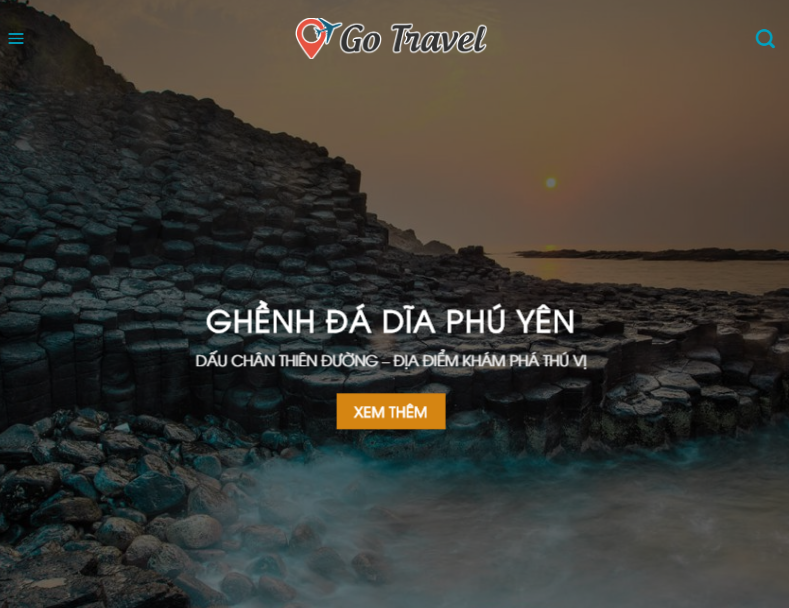 Go Travel
GHỀNH ĐÁ DĨA PHÚ YÊN
DẤU CHÂN THIÊN ĐƯỜNG – ĐỊA ĐIỂM KHÁM PHÁ THÚ VỊ
XEM THÊM